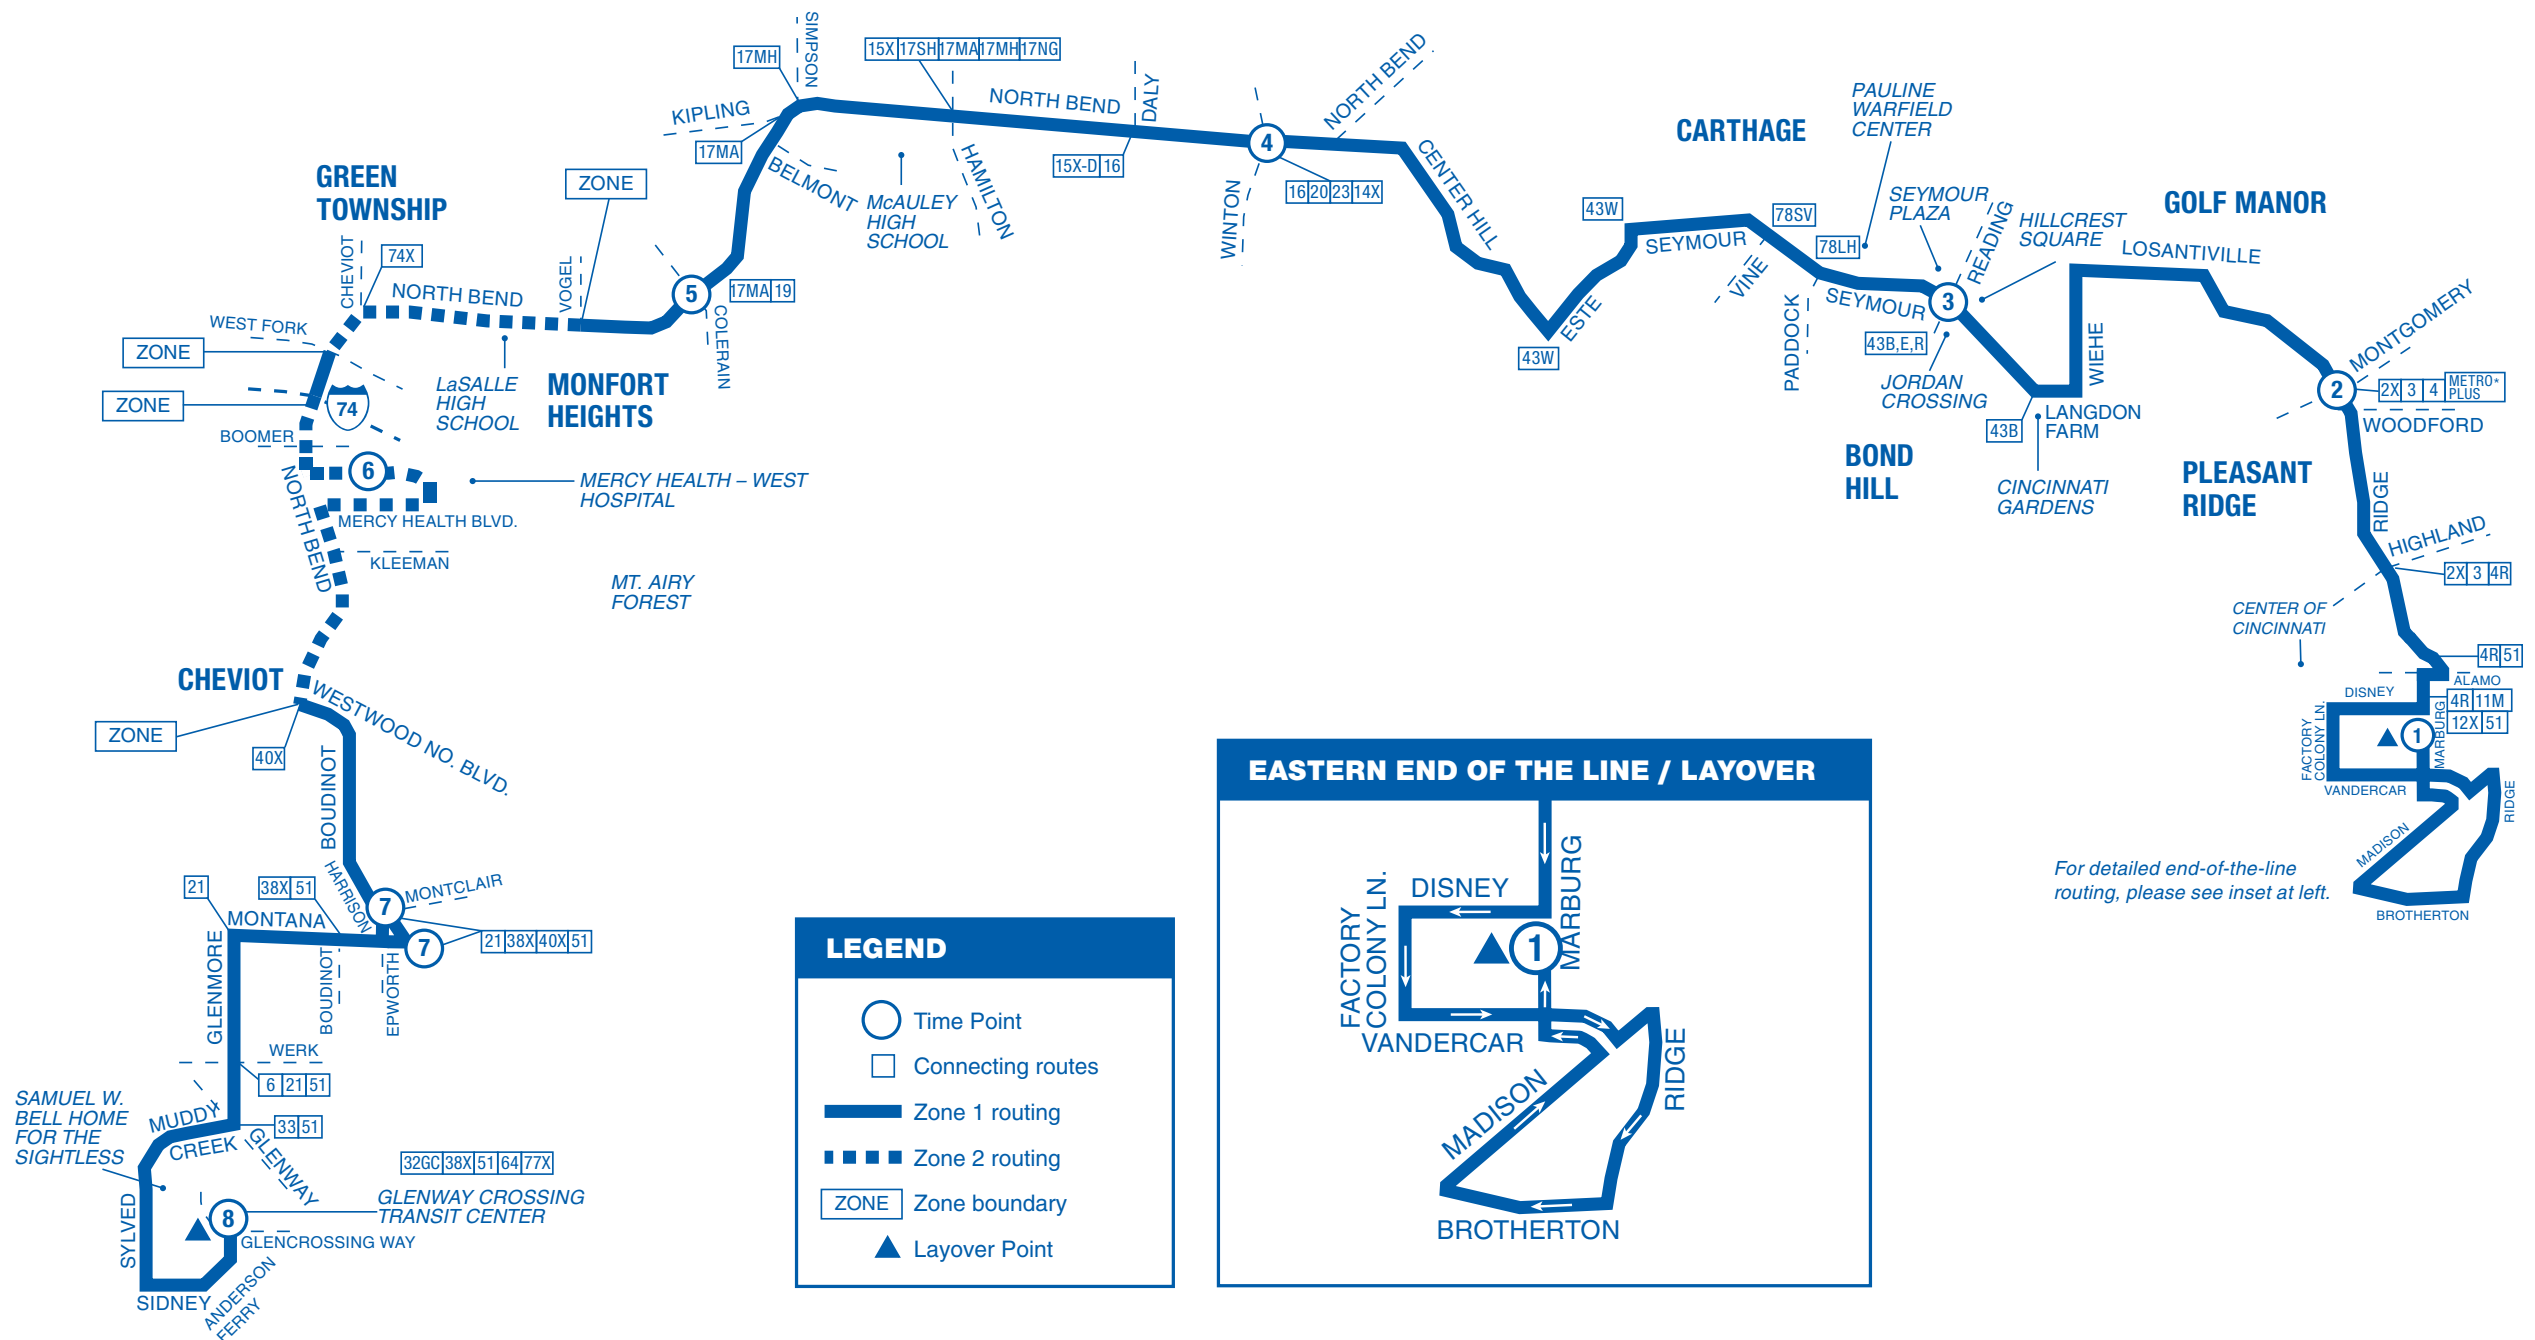 SIMPSON
17MH
15X 17SH 17MA 17MH 17NG
KIPLING
17MA
BELMONT
McAULEY
HIGH
SCHOOL
HAMILTON
NORTH BEND
DALY
15X-D 16
WINTON
4
16 20 23 14X
NORTH BEND
CENTER HILL
43W
ESTE
43W
SEYMOUR
CARTHAGE
VINE
78SV
78LH
PAULINE
WARFIELD
CENTER
PADDOCK
SEYMOUR
SEYMOUR
PLAZA
READING
3
43B,E,R
HILLCREST
SQUARE
JORDAN
CROSSING
BOND
HILL
43B
LANGDON
FARM
CINCINNATI
GARDENS
WIEHE
GOLF MANOR
LOSANTIVILLE
MONTGOMERY
2
2X 3 4 METRO*
PLUS
WOODFORD
PLEASANT
RIDGE
RIDGE
HIGHLAND
2X 3 4R
CENTER OF
CINCINNATI
4R 51
ALAMO
DISNEY
4R 11M
12X 51
FACTORY
COLONY LN.
1
MARBURG
VANDERCAR
MADISON
RIDGE
BROTHERTON
For detailed end-of-the-line
routing, please see inset at left.
GREEN
TOWNSHIP
ZONE
VOGEL
CHEVIOT
74X
NORTH BEND
5
17MA 19
COLERAIN
WEST FORK
ZONE
ZONE
74
LaSALLE
HIGH
SCHOOL
MONFORT
HEIGHTS
BOOMER
6
MERCY HEALTH – WEST
HOSPITAL
MERCY HEALTH BLVD.
NORTH BEND
KLEEMAN
MT. AIRY
FOREST
CHEVIOT
ZONE
40X
WESTWOOD NO. BLVD.
BOUDINOT
HARRISON
7
MONTCLAIR
7
21 38X 40X 51
21
38X 51
MONTANA
BOUDINOT
EPWORTH
GLENMORE
WERK
6 21 51
SAMUEL W.
BELL HOME
FOR THE
SIGHTLESS
MUDDY
CREEK
33 51
GLENWAY
32GC 38X 51 64 77X
GLENWAY CROSSING
TRANSIT CENTER
8
GLENCROSSING WAY
SYLVED
SIDNEY
ANDERSON
FERRY
LEGEND
Time Point
Connecting routes
Zone 1 routing
Zone 2 routing
ZONE Zone boundary
Layover Point
EASTERN END OF THE LINE / LAYOVER
DISNEY
MARBURG
FACTORY
COLONY LN.
1
VANDERCAR
MADISON
RIDGE
BROTHERTON